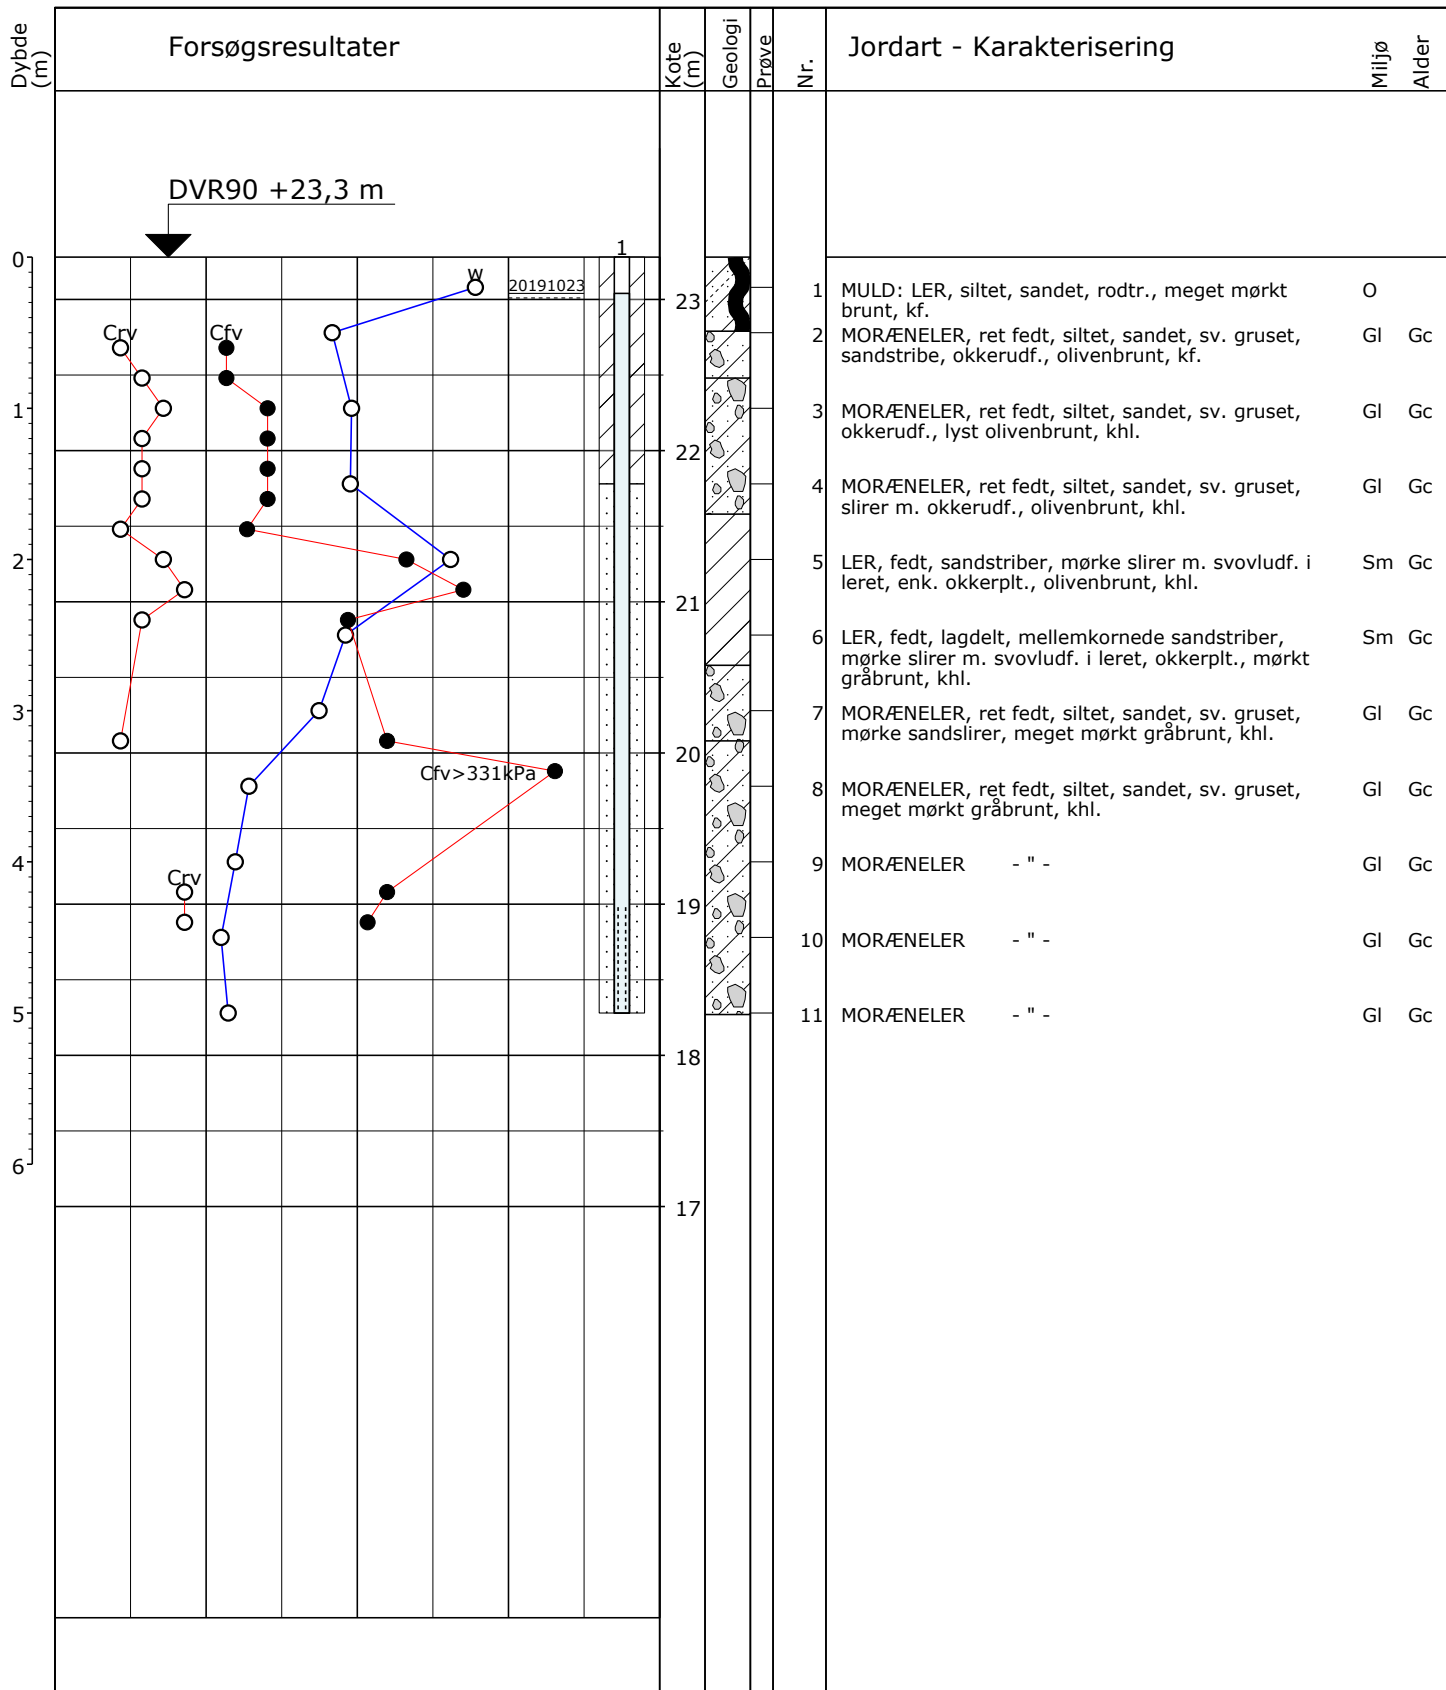 Dybde
(m)
Forsøgsresultater
Kote
(m)
Geologi
Prøve
Nr.
Jordart - Karakterisering
Miljø
Alder
DVR90 +23,3 m
0
1
w
20191023
23
1 MULD: LER, siltet, sandet, rodtr., meget mørkt O
brunt, kf.
Crv Cfv
2 MORÆNELER, ret fedt, siltet, sandet, sv. gruset, Gl Gc
sandstribe, okkerudf., olivenbrunt, kf.
1
3 MORÆNELER, ret fedt, siltet, sandet, sv. gruset, Gl Gc
okkerudf., lyst olivenbrunt, khl.
22
4 MORÆNELER, ret fedt, siltet, sandet, sv. gruset, Gl Gc
slirer m. okkerudf., olivenbrunt, khl.
2
5 LER, fedt, sandstriber, mørke slirer m. svovludf. i Sm Gc
leret, enk. okkerplt., olivenbrunt, khl.
21
6 LER, fedt, lagdelt, mellemkornede sandstriber, Sm Gc
mørke slirer m. svovludf. i leret, okkerplt., mørkt
gråbrunt, khl.
3
7 MORÆNELER, ret fedt, siltet, sandet, sv. gruset, Gl Gc
mørke sandslirer, meget mørkt gråbrunt, khl.
20
Cfv>331kPa
8 MORÆNELER, ret fedt, siltet, sandet, sv. gruset, Gl Gc
meget mørkt gråbrunt, khl.
4
9 MORÆNELER - " - Gl Gc
Crv
19
10 MORÆNELER - " - Gl Gc
5
11 MORÆNELER - " - Gl Gc
18
6
17